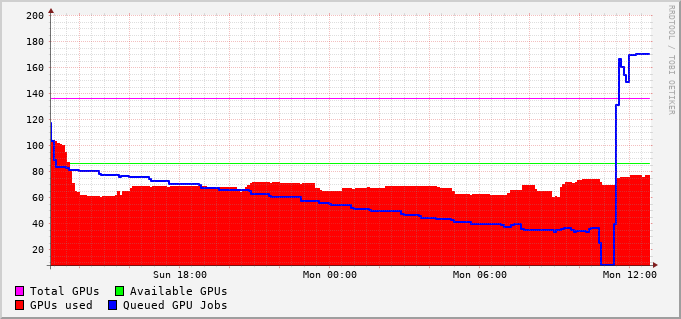 200
180
160
140
120
100
80
60
40
20
Sun 18:00 Mon 00:00 Mon 06:00 Mon 12:00
Total GPUs Available GPUs
GPUs used Queued GPU Jobs
RRDTOOL / TOBI OETIKER